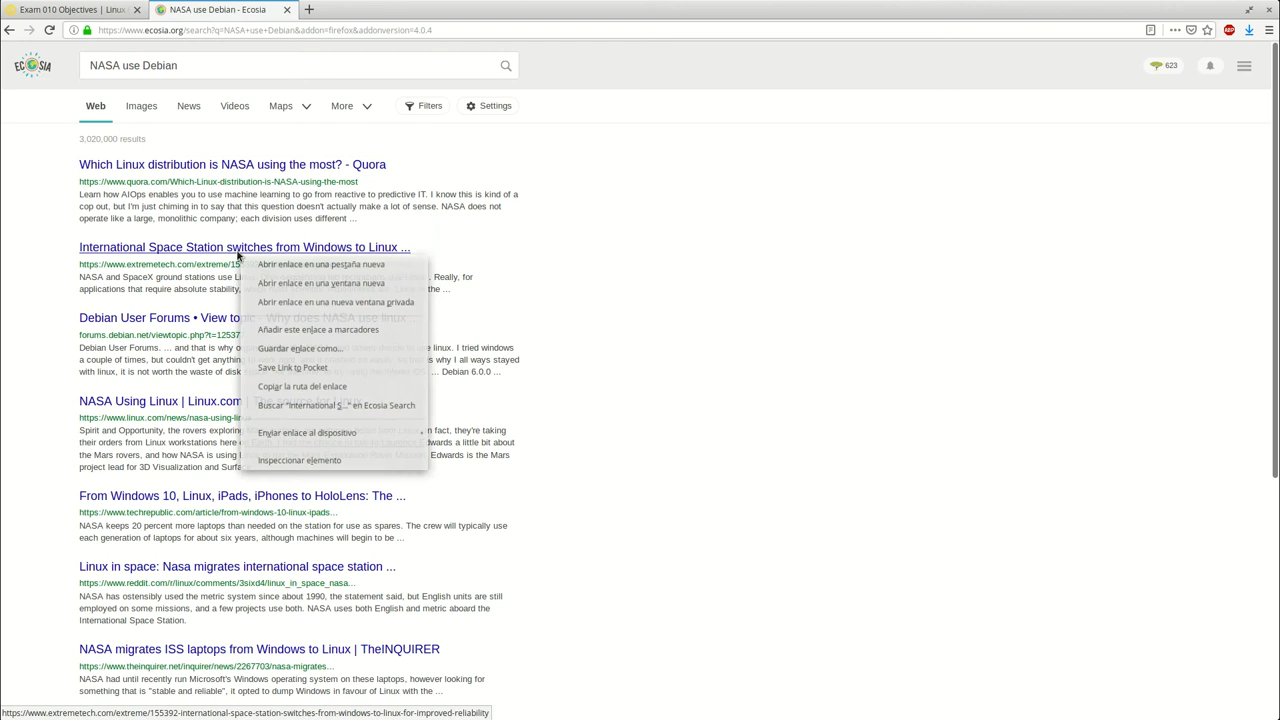 Exam 010 Objectives | Linux
NASA use Debian - Ecosia
https://www.ecosia.org/search?q=NASA+use+Debian&addon=firefox&addonversion=4.0.4
ABP
ECOSIA
NASA use Debian
623
Web
Images
News
Videos
Maps
More
Filters
Settings
3,020,000 results
Which Linux distribution is NASA using the most? - Quora
https://www.quora.com/Which-Linux-distribution-is-NASA-using-the-most
Learn how AIOps enables you to use machine learning to go from reactive to predictive IT. I know this is kind of a
cop out, but I'm just chiming in to say that this question doesn't actually make a lot of sense. NASA does not
operate like a large, monolithic company; each division uses different ...
International Space Station switches from Windows to Linux ...
https://www.extremetech.com/extreme/15
NASA and SpaceX ground stations use Li
Really, for
applications that require absolute stability,
le ...
Debian User Forums • View topic - Why does NASA use linux...
forums.debian.net/viewtopic.php?t=12537
Debian User Forums. ... and that is why
linux. I tried windows
a couple of times, but couldn't get anything
is why I all ways stayed
with linux, it is not worth the waste of disk
Debian 6.0.0 ...
NASA Using Linux | Linux.com | The source for Linux
https://www.linux.com/news/nasa-using-lin
Spirit and Opportunity, the rovers exploring
n fact, they're taking
their orders from Linux workstations here
Edwards a little bit about
the Mars rovers, and how NASA is using
Edwards is the Mars
project lead for 3D Visualization and Surfa
Abrir enlace en una pestaña nueva
Abrir enlace en una ventana nueva
Abrir enlace en una nueva ventana privada
Añadir este enlace a marcadores
Guardar enlace como...
Save Link to Pocket
Copiar la ruta del enlace
Buscar "International S..." en Ecosia Search
Enviar enlace al dispositivo
Inspeccionar elemento
From Windows 10, Linux, iPads, iPhones to HoloLens: The ...
https://www.techrepublic.com/article/from-windows-10-linux-ipads...
NASA keeps 20 percent more laptops than needed on the station for use as spares. The crew will typically use
each generation of laptops for about six years, although machines will begin to be ...
Linux in space: Nasa migrates international space station ...
https://www.reddit.com/r/linux/comments/3sixd4/linux_in_space_nasa...
NASA has ostensibly used the metric system since about 1990, the statement said, but English units are still
employed on some missions, and a few projects use both. NASA uses both English and metric aboard the
International Space Station.
NASA migrates ISS laptops from Windows to Linux | TheINQUIRER
https://www.theinquirer.net/inquirer/news/2267703/nasa-migrates...
NASA had until recently run Microsoft's Windows operating system on these laptops, however looking for
something that is "stable and reliable", it opted to dump Windows in favour of Linux with the ...
https://www.extremetech.com/extreme/155392-international-space-station-switches-from-windows-to-linux-for-improved-reliability